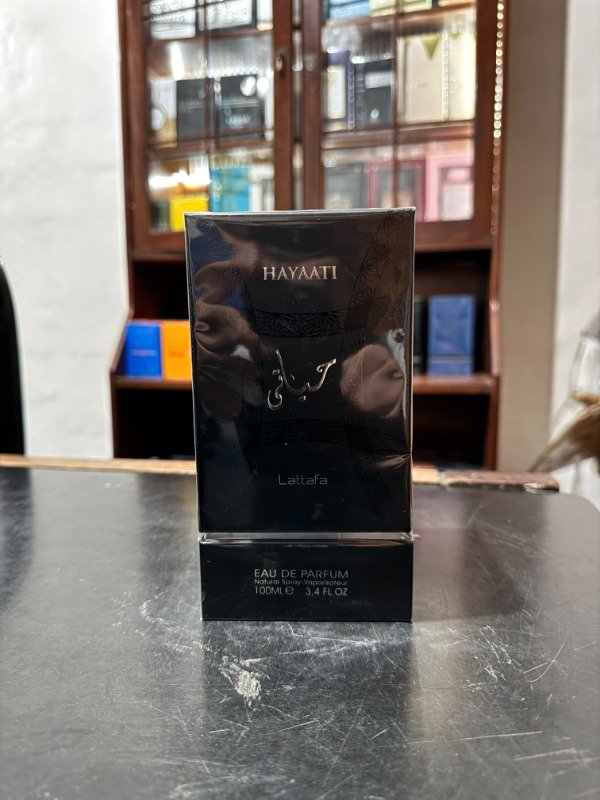 HAYAATI
حياتي
Lattafa
EAU DE PARFUM
Natural Spray-Vaporisateur
100ML℮ 3.4 FL OZ